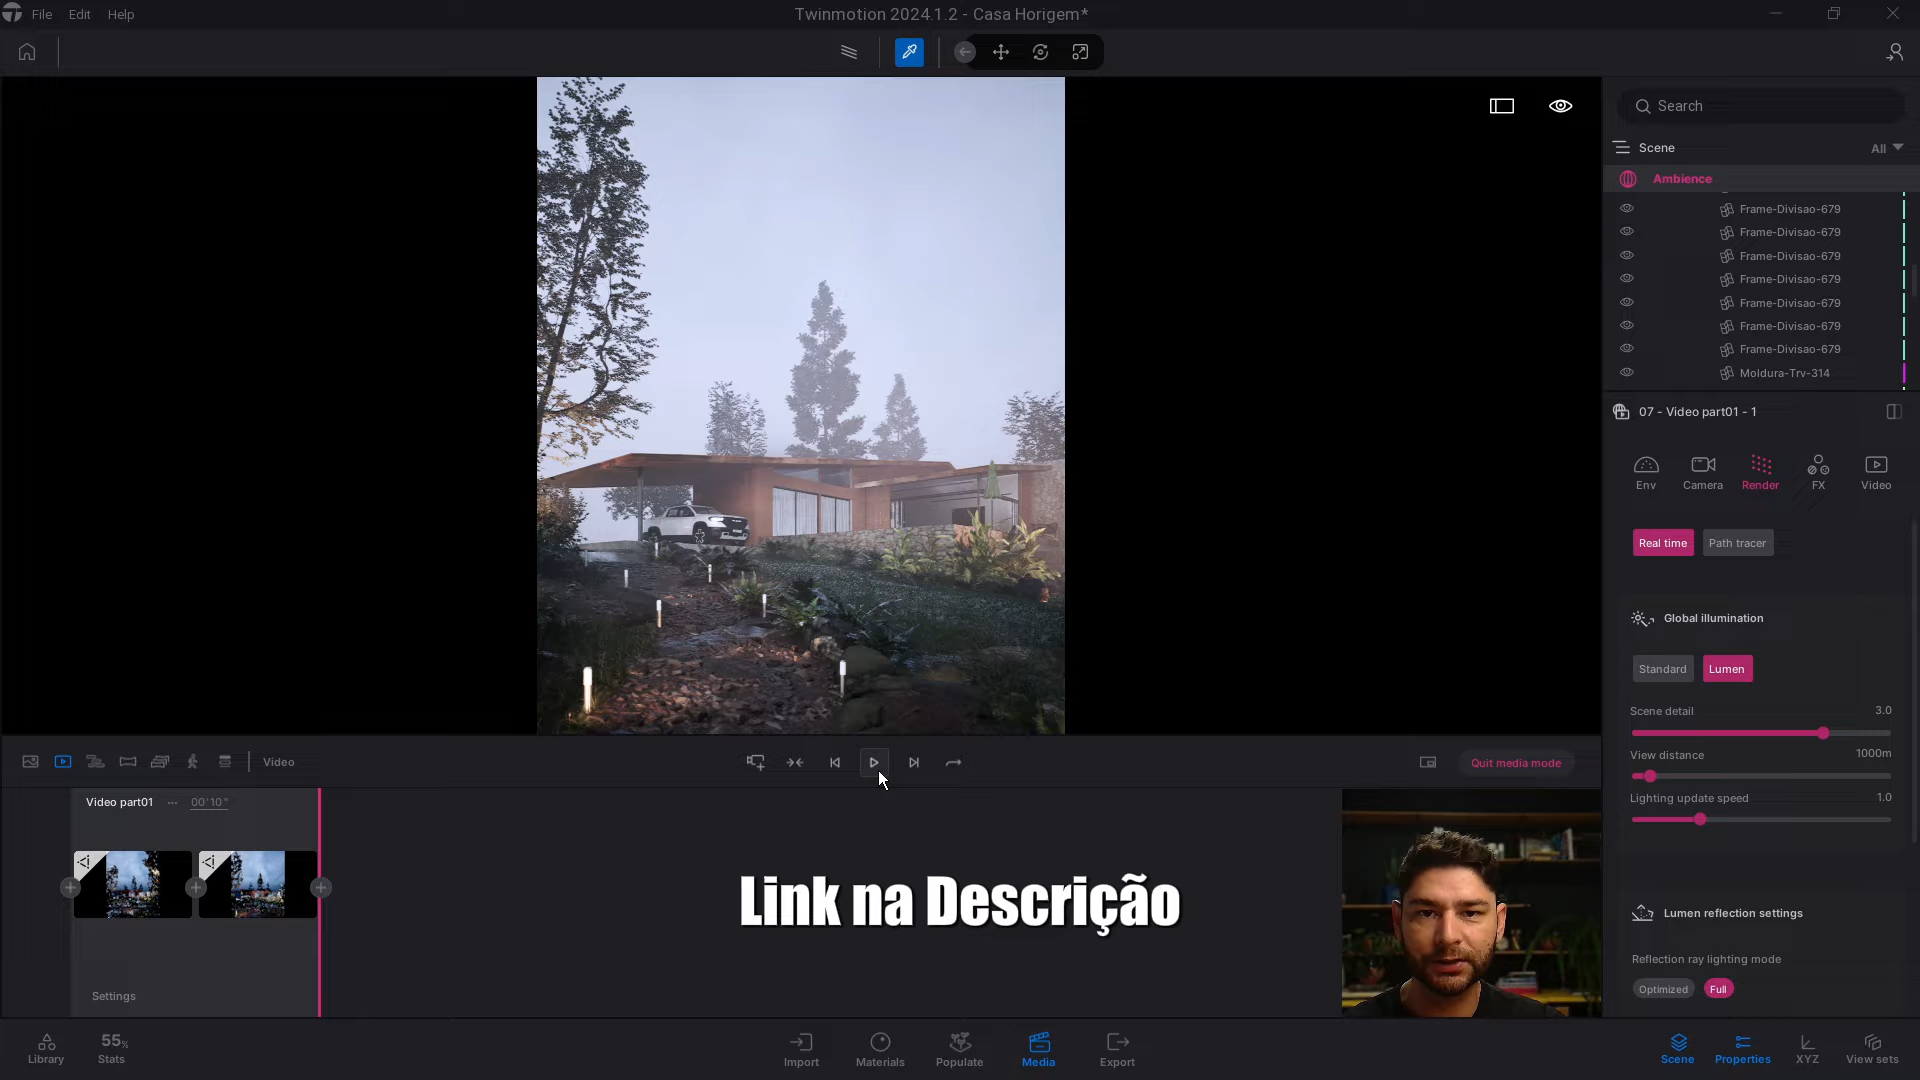 File Edit Help
Twinmotion 2024.1.2 - Casa Horigem*
Search
Scene
All
Ambience
Frame-Divisao-679
Frame-Divisao-679
Frame-Divisao-679
Frame-Divisao-679
Frame-Divisao-679
Frame-Divisao-679
Frame-Divisao-679
Moldura-Trv-314
07 - Video part01 - 1
Env Camera Render FX Video
Real time Path tracer
Global illumination
Standard Lumen
Scene detail 3.0
View distance 1000m
Lighting update speed 1.0
Lumen reflection settings
Reflection ray lighting mode
Optimized Full
Video
Quit media mode
Video part01 ... 00'10"
Link na Descrição
Settings
Library
55% Stats
Import Materials Populate Media Export
Scene Properties XYZ View sets